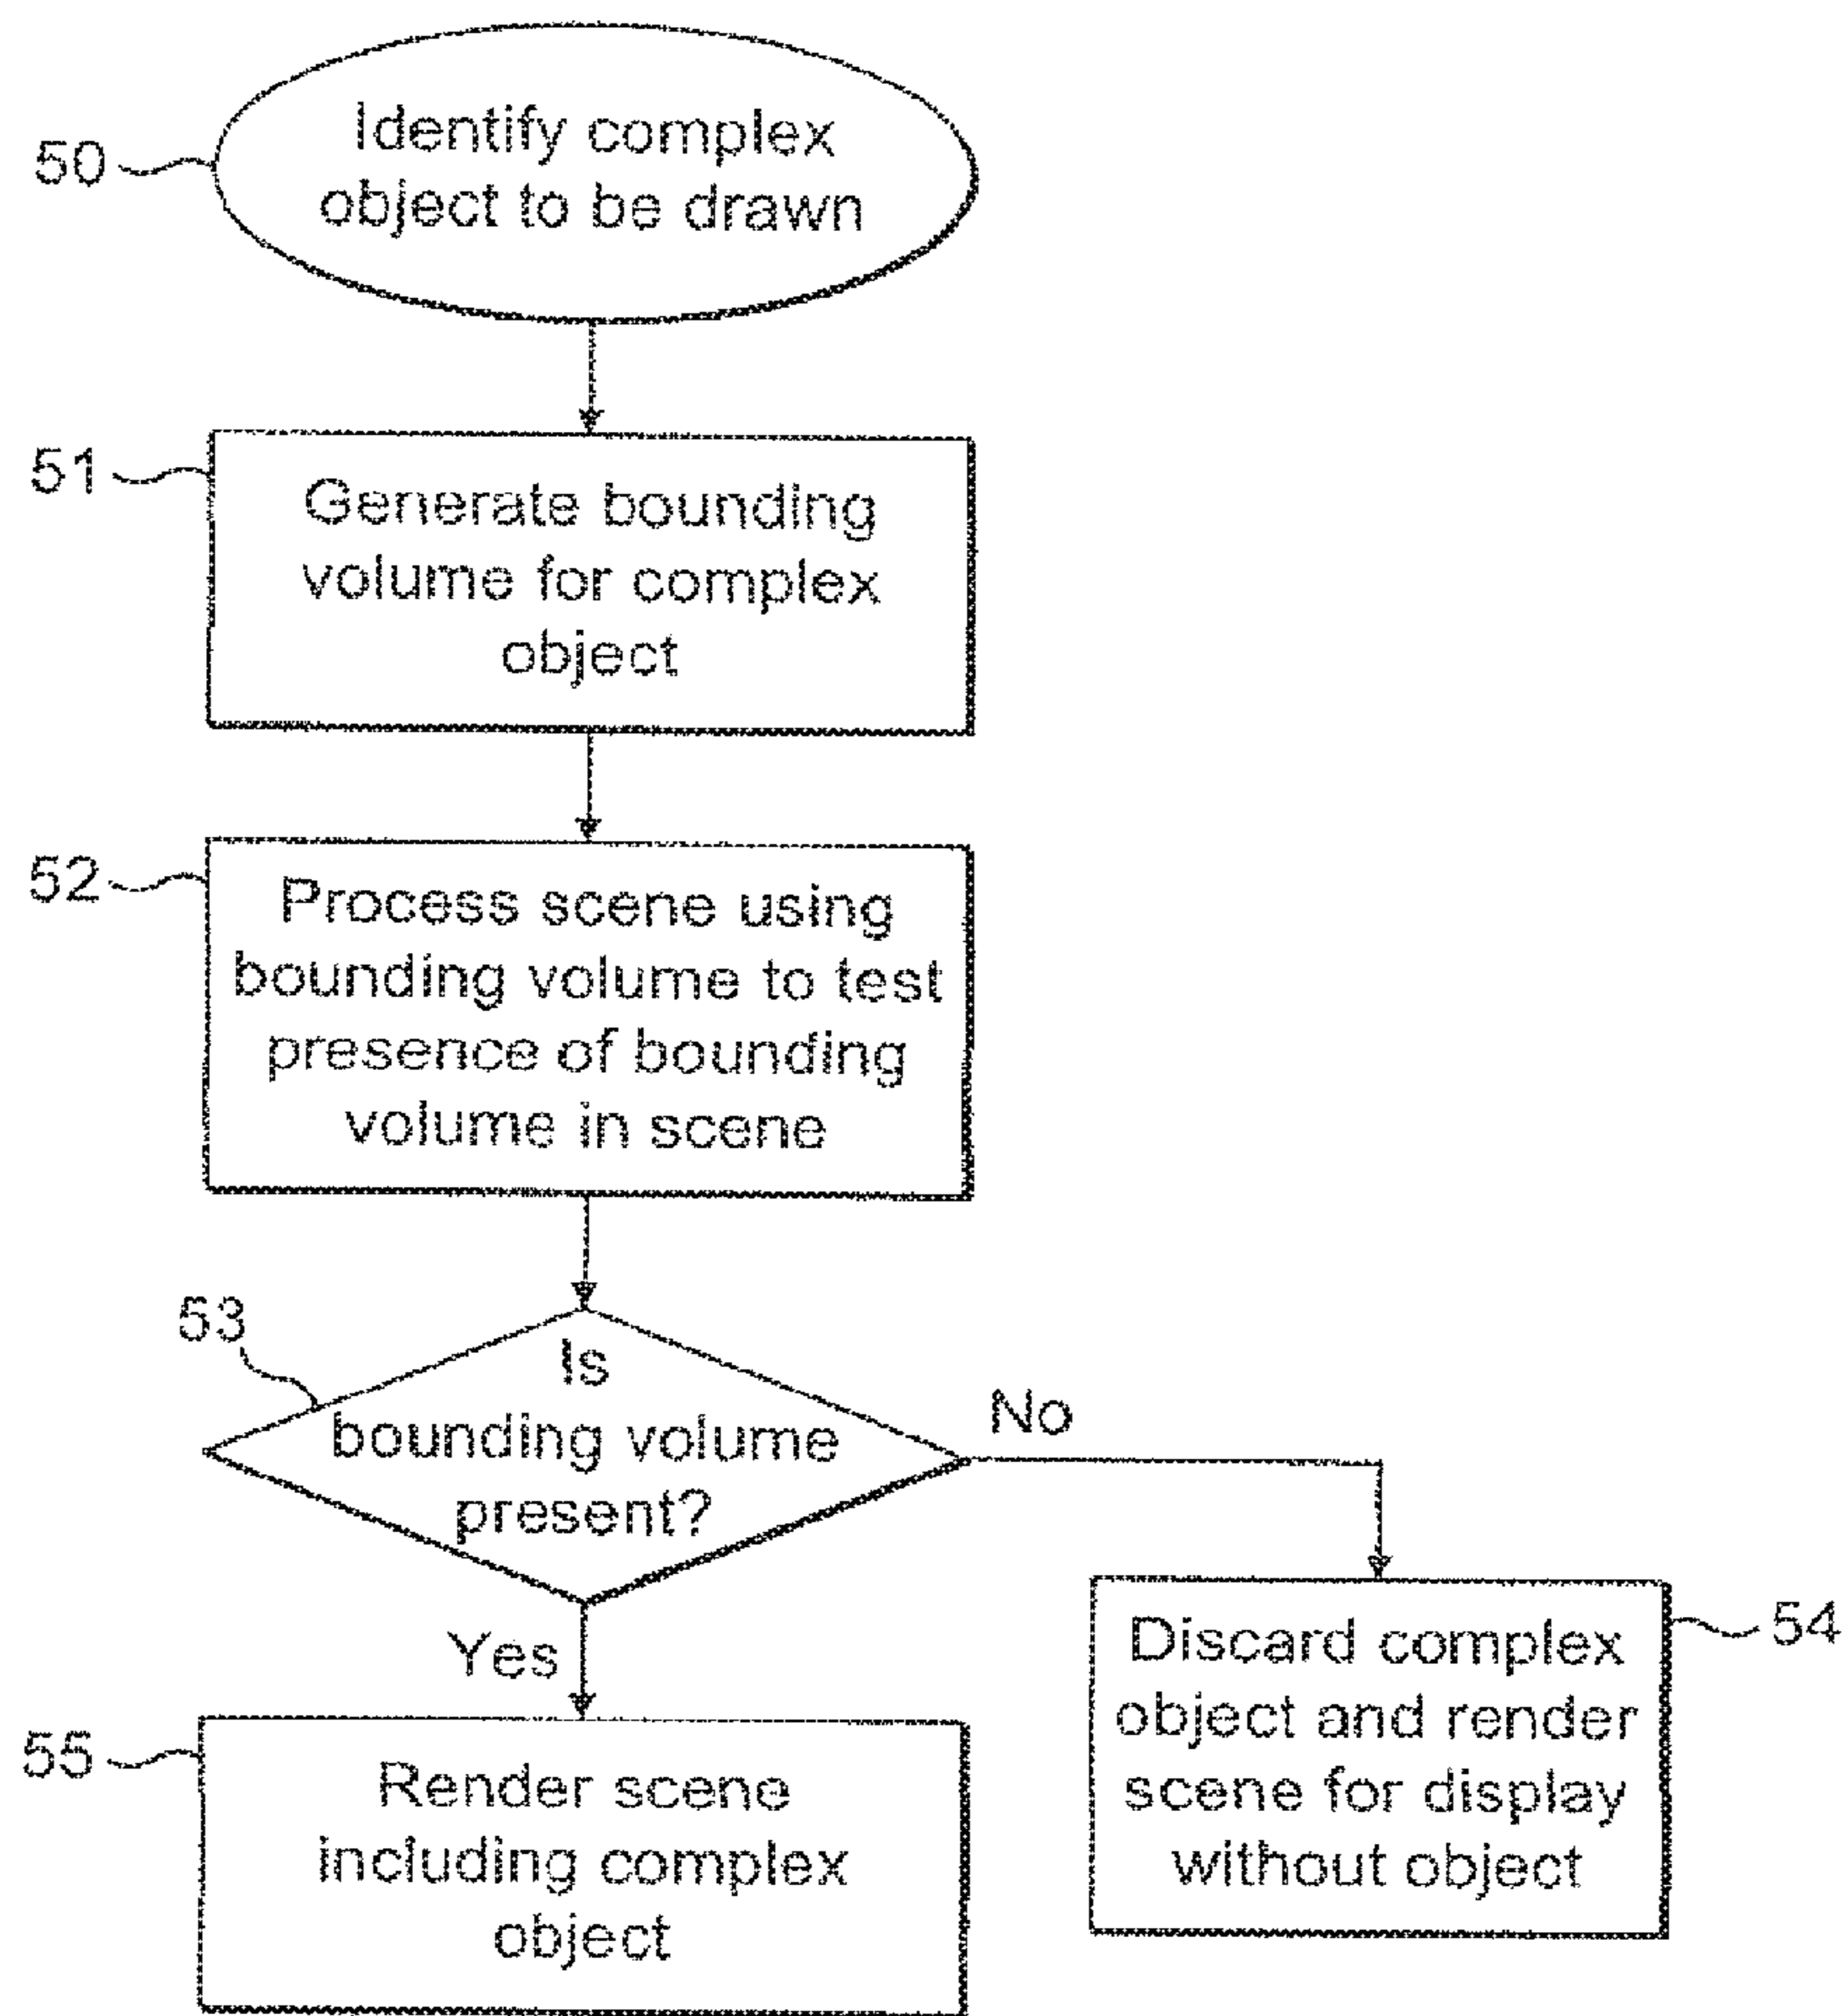 50
Identify complex
object to be drawn
51
Generate bounding
volume for complex
object
52
Process scene using
bounding volume to test
presence of bounding
volume in scene
53
Is
bounding volume
present?
No
Yes
54
Discard complex
object and render
scene for display
without object
55
Render scene
including complex
object